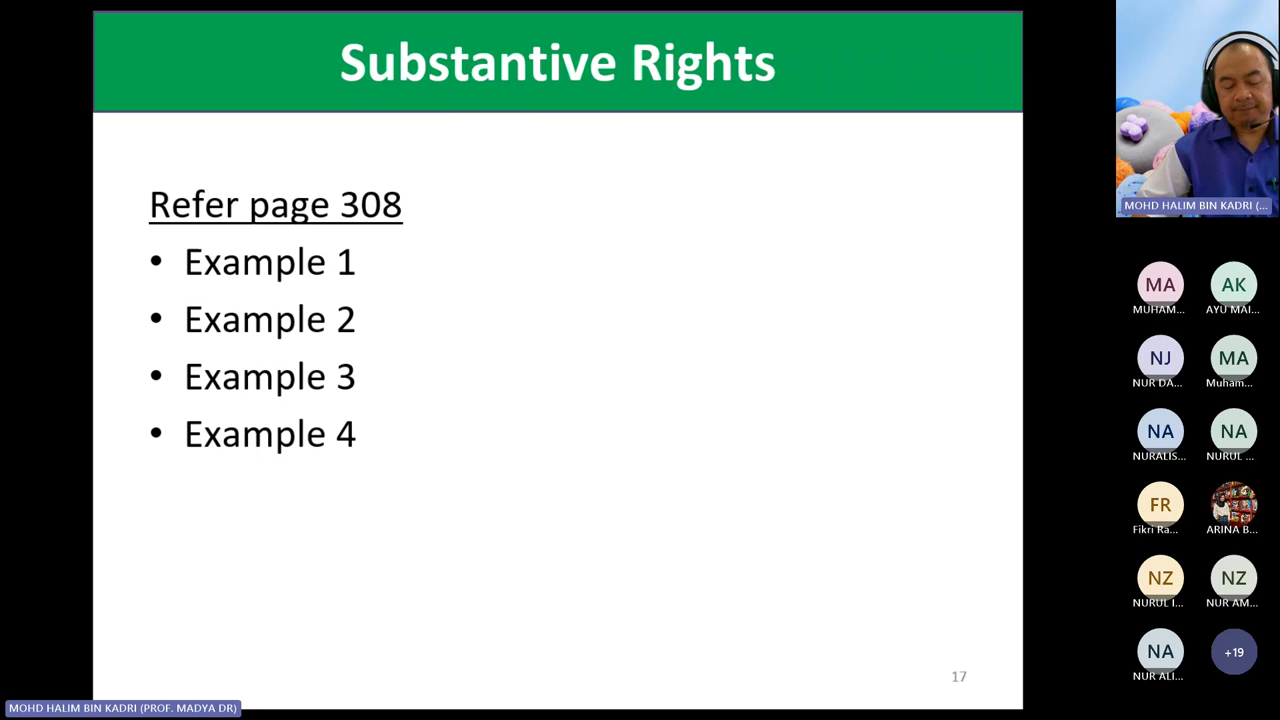 Substantive Rights
Refer page 308
• Example 1
• Example 2
• Example 3
• Example 4
17
MOHD HALIM BIN KADRI (PROF. MADYA DR)
MOHD HALIM BIN KADRI (...
MA
MUHAM...
AK
AYU MAI...
NJ
NUR DA...
MA
Muham...
NA
NURALIS...
NA
NURUL ...
FR
Fikri Ra...
ARINA B...
NZ
NURUL I...
NZ
NUR AM...
NA
NUR ALI...
+19